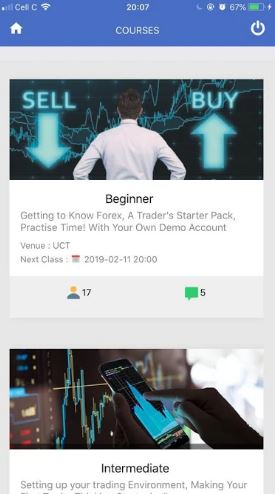 Cell C 20:07 67%
COURSES
SELL BUY
Beginner
Getting to Know Forex, A Trader's Starter Pack,
Practise Time! With Your Own Demo Account
Venue : UCT
Next Class : 2019-02-11 20:00
17 5
Intermediate
Setting up your trading Environment, Making Your